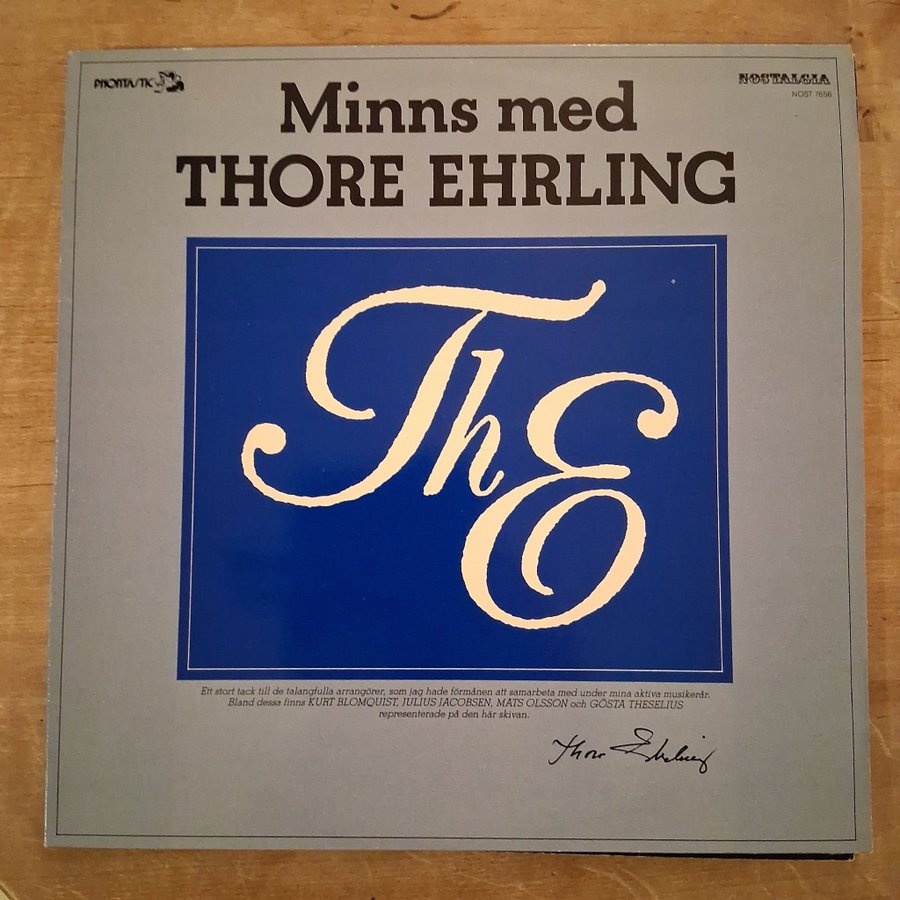 PHONTASTIC
NOSTALGIA
NOST 7656
Minns med
THORE EHRLING
ThE
Ett stort tack till de talangfulla arrangörer, som jag hade förmånen att samarbeta med under mina aktiva musikerår.
Bland dessa finns KURT BLOMQUIST, JULIUS JACOBSEN, MATS OLSSON och GÖSTA THESELIUS
representerade på den här skivan.
Thore Ehrling